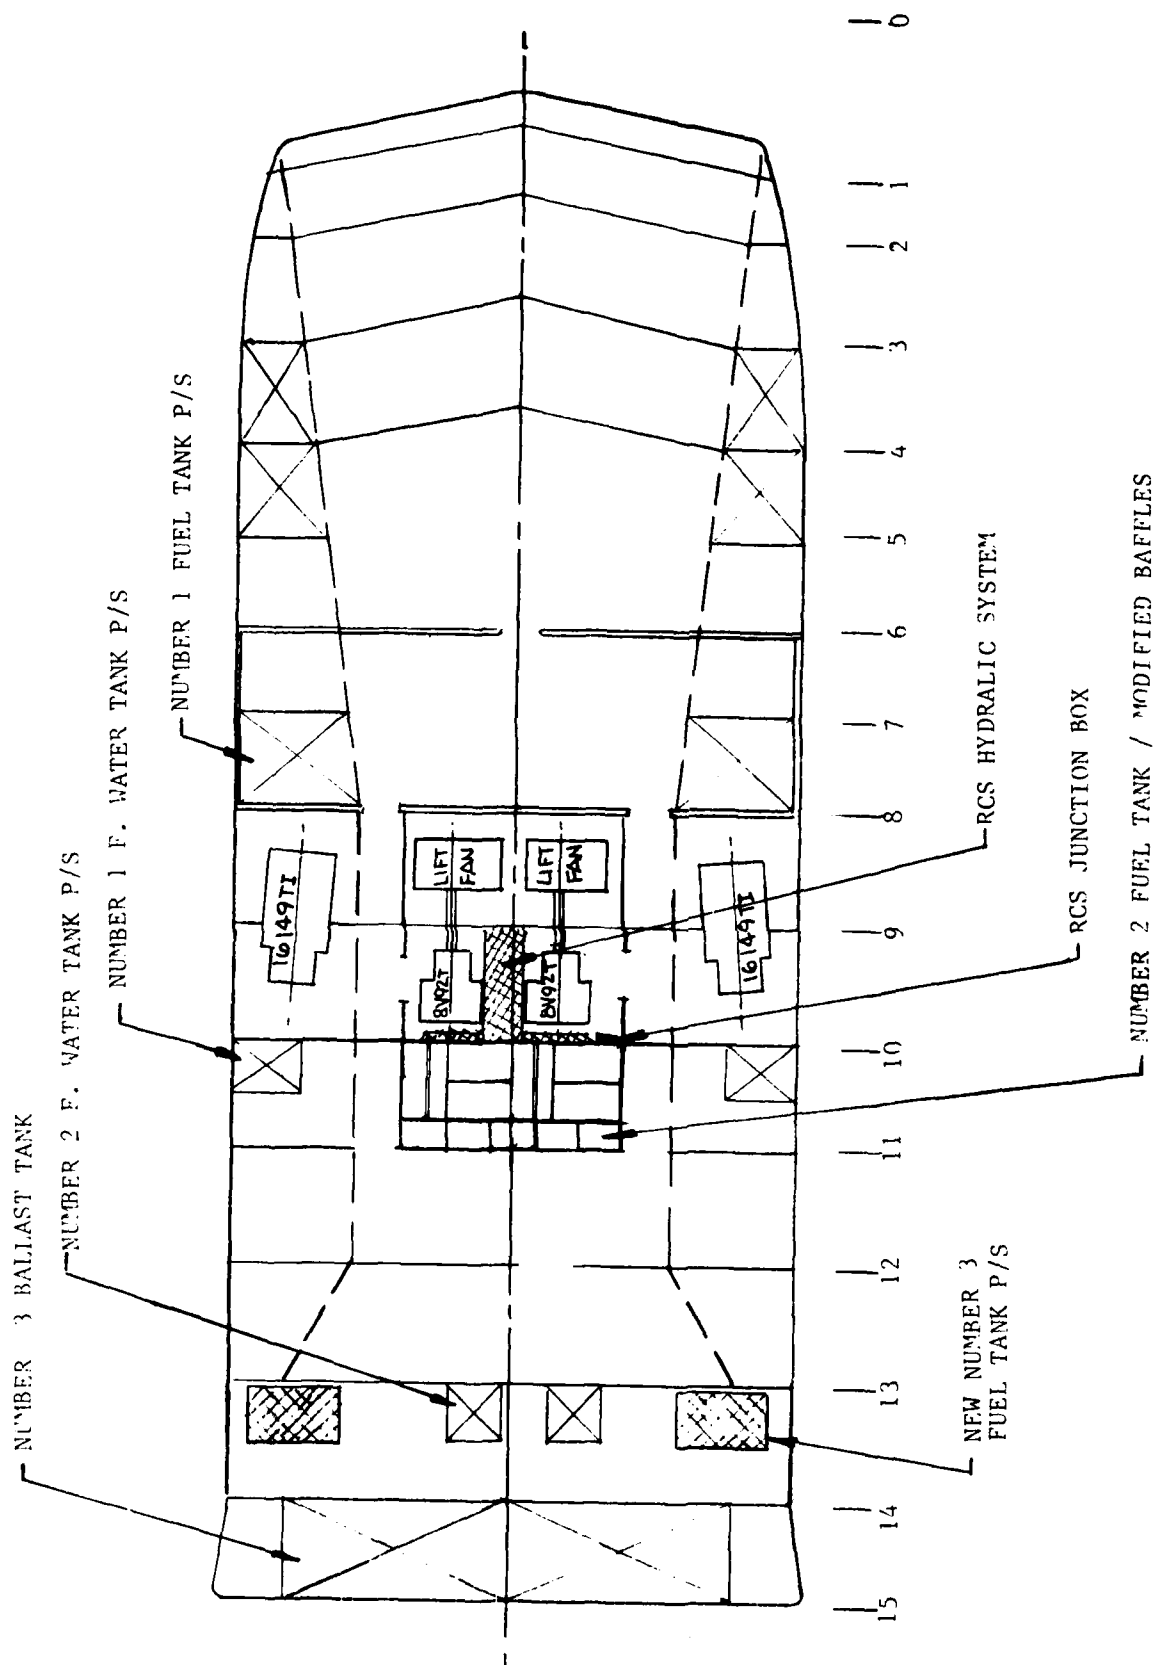 NUMBER 3 BALLAST TANK
NUMBER 2 F. WATER TANK P/S
NUMBER 1 F. WATER TANK P/S
NUMBER 1 FUEL TANK P/S
16149TI
8V92T
LIFT
FAN
8V92T
LIFT
FAN
16149TI
15
14
13
12
11
10
9
8
7
6
5
4
3
2
1
0
NEW NUMBER 3
FUEL TANK P/S
RCS HYDRALIC SYSTEM
RCS JUNCTION BOX
NUMBER 2 FUEL TANK / MODIFIED BAFFLES